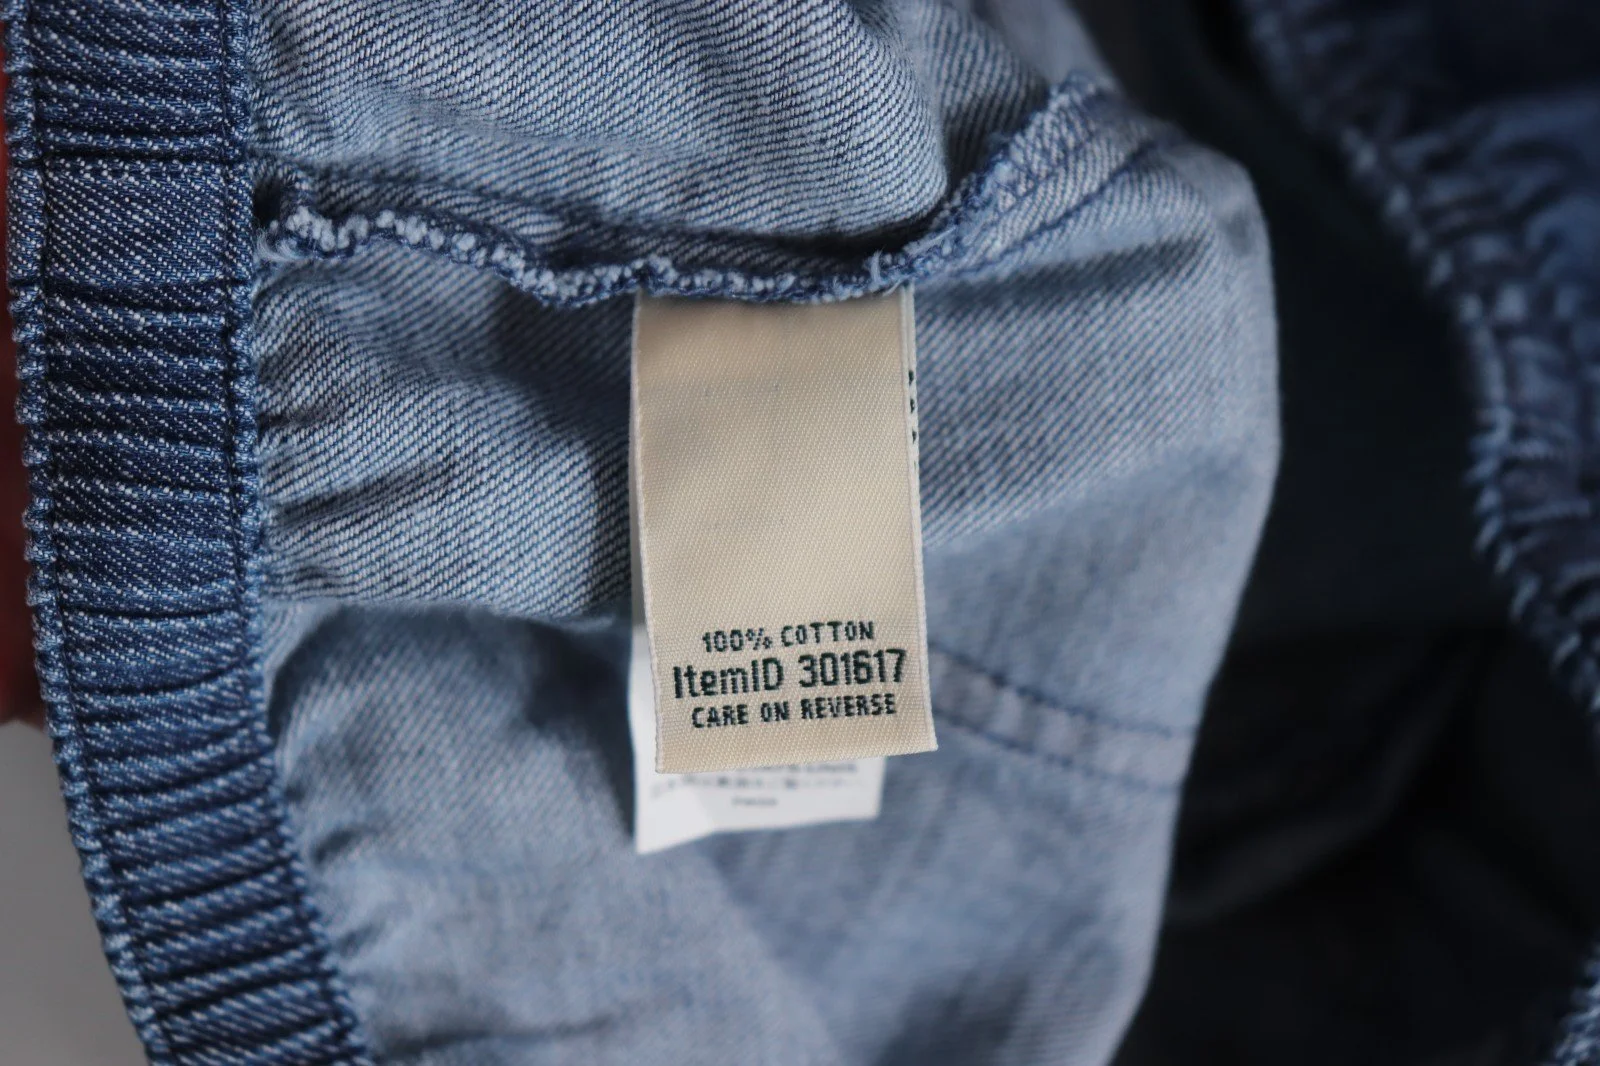 100% COTTON
ItemID 301617
CARE ON REVERSE